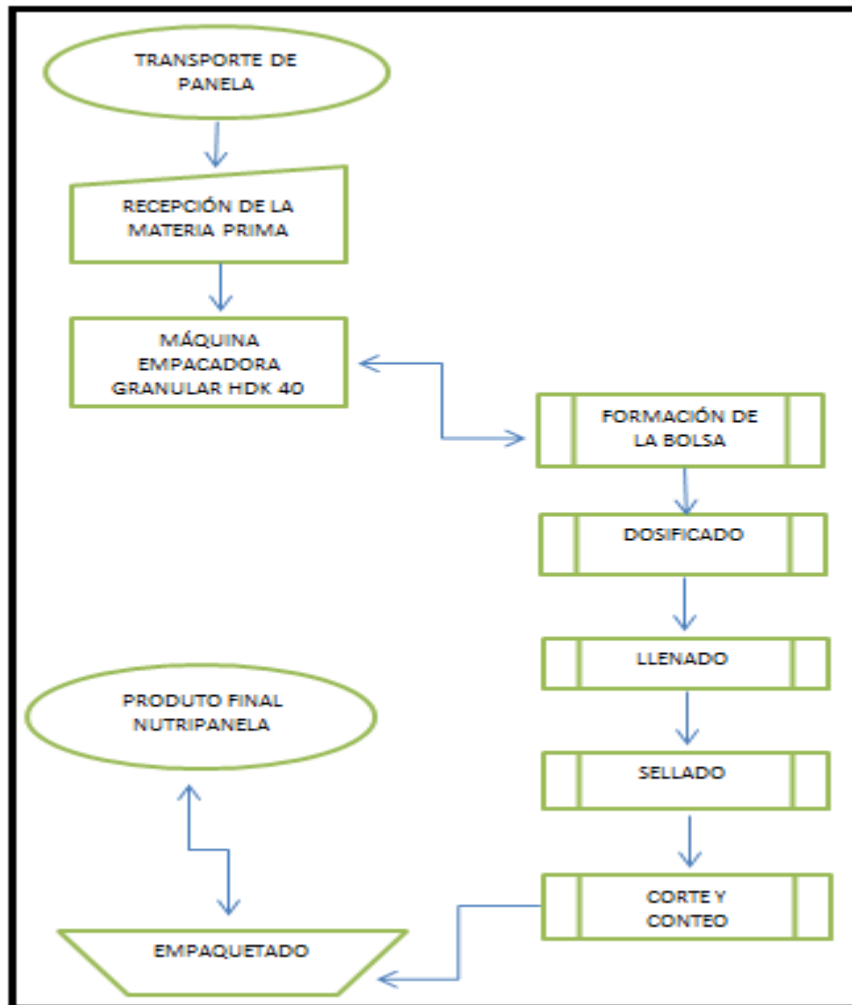 TRANSPORTE DE
PANELA
RECEPCIÓN DE LA
MATERIA PRIMA
MÁQUINA
EMPACADORA
GRANULAR HDK 40
FORMACIÓN DE
LA BOLSA
DOSIFICADO
LLENADO
SELLADO
CORTE Y
CONTEO
EMPAQUETADO
PRODUTO FINAL
NUTRIPANELA